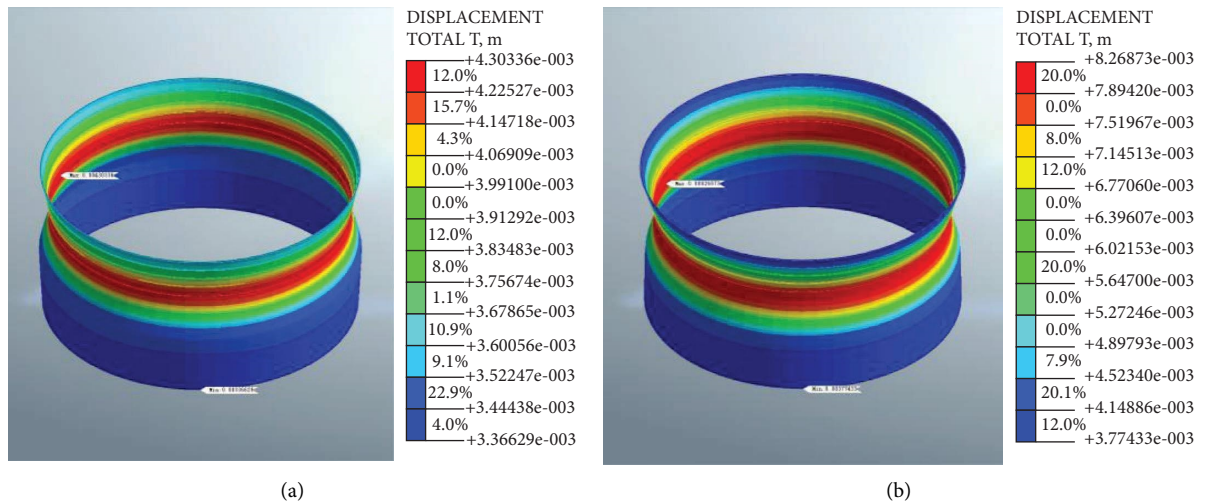 DISPLACEMENT
TOTAL T, m
+4.30336e-003
12.0%
+4.22527e-003
15.7%
+4.14718e-003
4.3%
+4.06909e-003
0.0%
+3.99100e-003
0.0%
+3.91292e-003
12.0%
+3.83483e-003
8.0%
+3.75674e-003
1.1%
+3.67865e-003
10.9%
+3.60056e-003
9.1%
+3.52247e-003
22.9%
+3.44438e-003
4.0%
+3.36629e-003
(a)
DISPLACEMENT
TOTAL T, m
+8.26873e-003
20.0%
+7.89420e-003
0.0%
+7.51967e-003
8.0%
+7.14513e-003
12.0%
+6.77060e-003
0.0%
+6.39607e-003
0.0%
+6.02153e-003
20.0%
+5.64700e-003
0.0%
+5.27246e-003
0.0%
+4.89793e-003
7.9%
+4.52340e-003
20.1%
+4.14886e-003
12.0%
+3.77433e-003
(b)